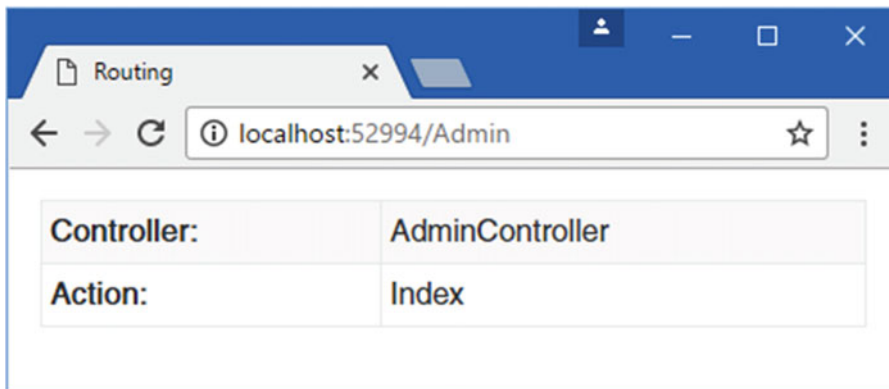 Routing
localhost:52994/Admin
Controller: AdminController
Action: Index